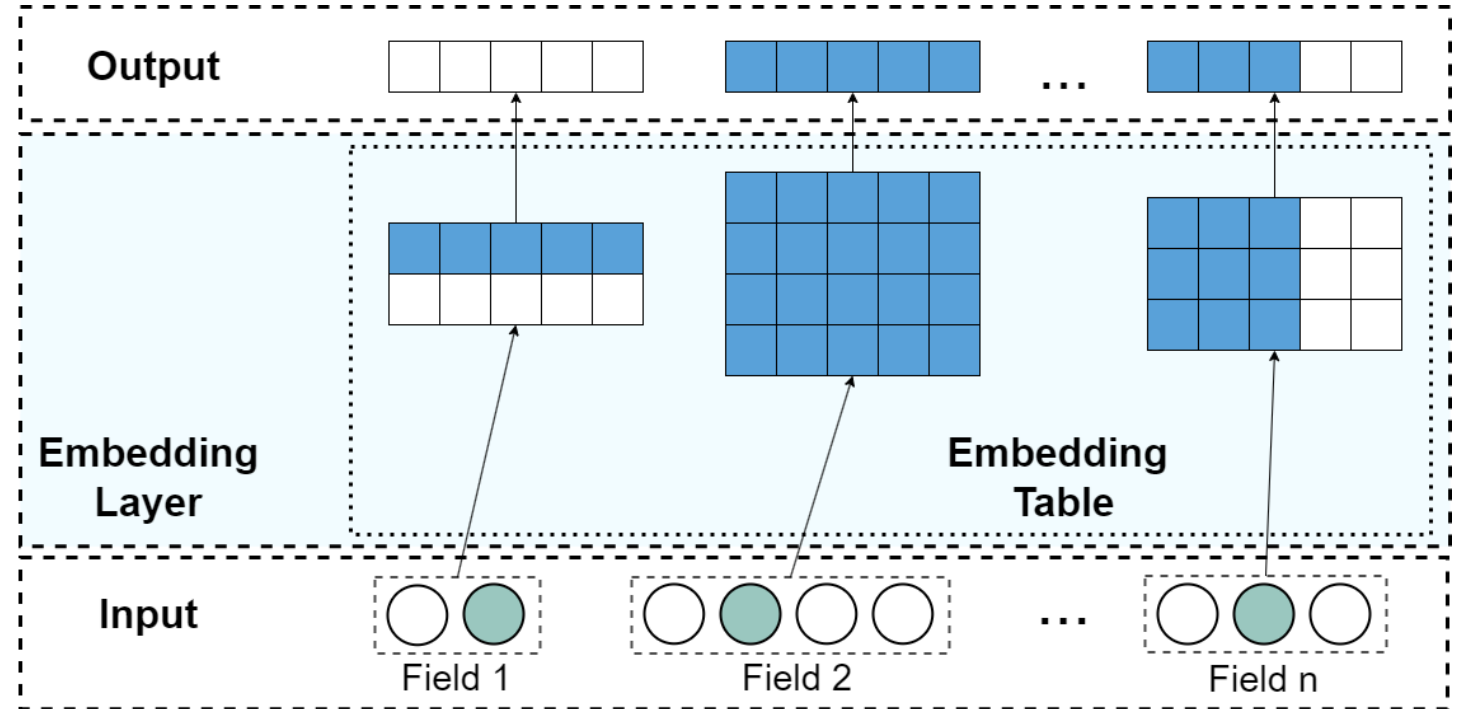 Output
...
Embedding
Layer
Embedding
Table
Input
...
Field 1
Field 2
Field n